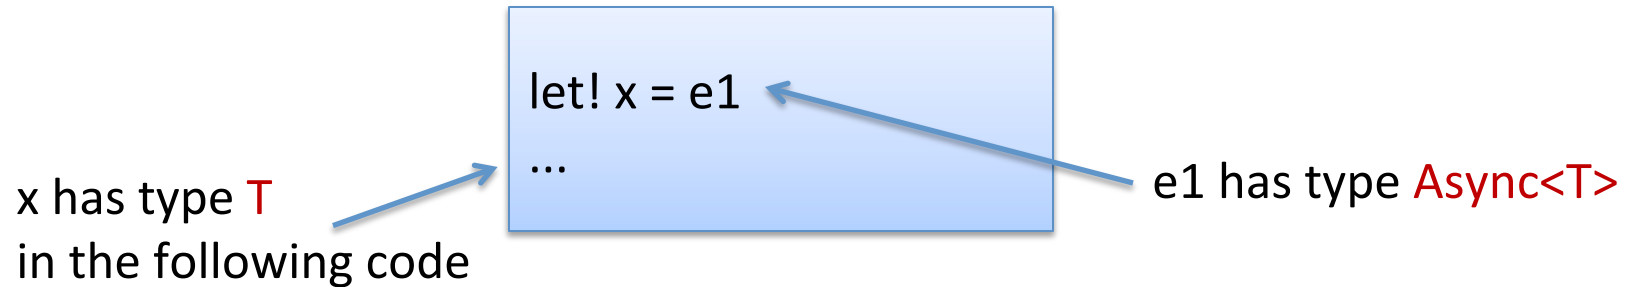 let! x = e1
...
x has type T
in the following code
e1 has type Async<T>